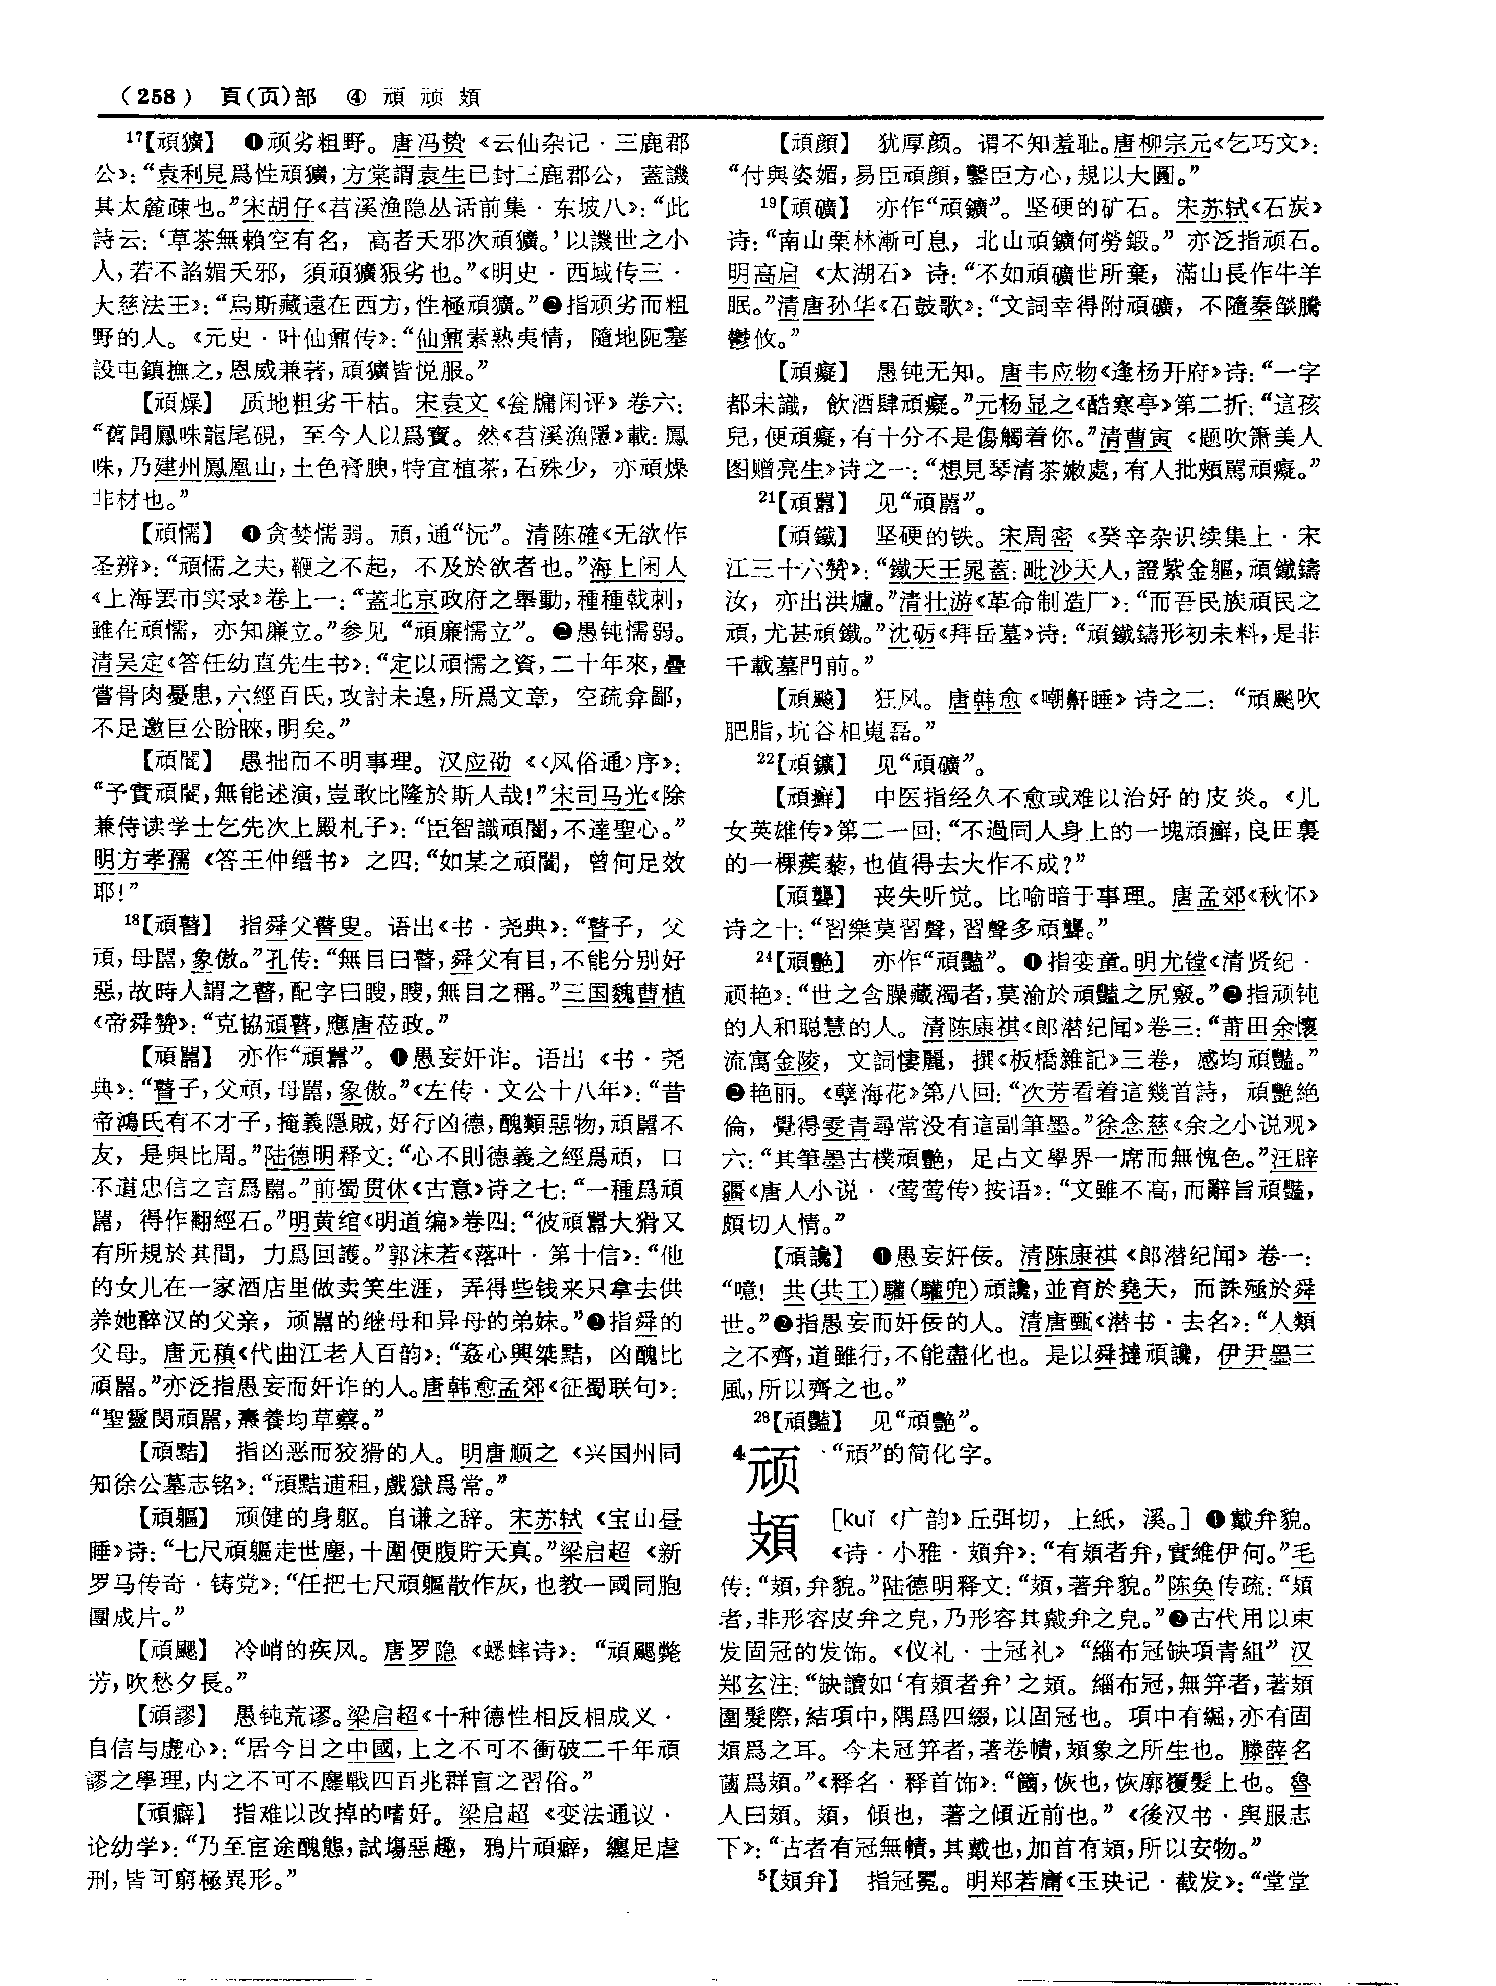 （258） 頁(页)部 ④ 頑 顽 頍
17【頑獷】 ❶顽劣粗野。唐冯贽《云仙杂记·三鹿郡
公》：“袁利見爲性頑獷，方棠謂袁生已封三鹿郡公，蓋譏
其太麄疎也。”宋胡仔《苕溪渔隐丛话前集·东坡八》：“此
詩云：‘草茶無賴空有名，高者夭邪次頑獷。’以譏世之小
人，若不諂媚夭邪，須頑獷狠劣也。”《明史·西域传三·
大慈法王》：“烏斯藏遠在西方，性極頑獷。”❷指顽劣而粗
野的人。《元史·叶仙鼐传》：“仙鼐素熟夷情，隨地阨塞
設屯鎮撫之，恩威兼著，頑獷皆悦服。”
【頑燥】 质地粗劣干枯。宋袁文《瓮牖闲评》卷六：
“舊聞鳳咮龍尾硯，至今人以爲寶。然《苕溪漁隱》載：鳳
咮，乃建州鳳凰山，土色膏腴，特宜植茶，石殊少，亦頑燥
非材也。”
【頑懦】 ❶贪婪懦弱。頑，通“忨”。清陈確《无欲作
圣辨》：“頑懦之夫，鞭之不起，不及於欲者也。”海上闲人
《上海罢市实录》卷上一：“蓋北京政府之舉動，種種戟刺，
雖在頑懦，亦知廉立。”参见“頑廉懦立”。❷愚钝懦弱。
清吴定《答任幼直先生书》：“定以頑懦之資，二十年來，疊
嘗骨肉憂患，六經百氏，攻討未遑，所爲文章，空疏弇鄙，
不足邀巨公盼睞，明矣。”
【頑闇】 愚拙而不明事理。汉应劭《〈风俗通〉序》：
“予實頑闇，無能述演，豈敢比隆於斯人哉！”宋司马光《除
兼侍读学士乞先次上殿札子》：“臣智識頑闇，不達聖心。”
明方孝孺《答王仲缙书》之四：“如某之頑闇，曾何足效
耶！”
18【頑瞽】 指舜父瞽叟。语出《书·尧典》：“瞽子，父
頑，母嚚，象傲。”孔传：“無目曰瞽，舜父有目，不能分别好
惡，故時人謂之瞽，配字曰瞍，瞍，無目之稱。”三国魏曹植
《帝舜赞》：“克協頑瞽，應唐莅政。”
【頑嚚】 亦作“頑嚻”。❶愚妄奸诈。语出《书·尧
典》：“瞽子，父頑，母嚚，象傲。”《左传·文公十八年》：“昔
帝鴻氏有不才子，掩義隱賊，好行凶德，醜類惡物，頑嚚不
友，是與比周。”陆德明释文：“心不則德義之經爲頑，口
不道忠信之言爲嚚。”前蜀贯休《古意》诗之七：“一種爲頑
嚚，得作翻經石。”明黄绾《明道编》卷四：“彼頑嚚大猾又
有所規於其間，力爲回護。”郭沫若《落叶·第十信》：“他
的女儿在一家酒店里做卖笑生涯，弄得些钱来只拿去供
养她醉汉的父亲，顽嚚的继母和异母的弟妹。”❷指舜的
父母。唐元稹《代曲江老人百韵》：“姦心興桀黠，凶醜比
頑嚚。”亦泛指愚妄而奸诈的人。唐韩愈孟郊《征蜀联句》：
“聖靈閔頑嚚，燾養均草蔡。”
【頑黠】 指凶恶而狡猾的人。明唐顺之《兴国州同
知徐公墓志铭》：“頑黠逋租，戲獄爲常。”
【頑軀】 顽健的身躯。自谦之辞。宋苏轼《宝山昼
睡》诗：“七尺頑軀走世塵，十圍便腹貯天真。”梁启超《新
罗马传奇·铸党》：“任把七尺頑軀散作灰，也教一國同胞
團成片。”
【頑颸】 冷峭的疾风。唐罗隐《蟋蟀诗》：“頑颸斃
芳，吹愁夕長。”
【頑謬】 愚钝荒谬。梁启超《十种德性相反相成义·
自信与虚心》：“居今日之中國，上之不可不衝破二千年頑
謬之學理，内之不可不鏖戰四百兆群盲之習俗。”
【頑癖】 指难以改掉的嗜好。梁启超《变法通议·
论幼学》：“乃至宦途醜態，試場惡趣，鴉片頑癖，纏足虐
刑，皆可窮極異形。”
【頑顔】 犹厚颜。谓不知羞耻。唐柳宗元《乞巧文》：
“付與姿媚，易臣頑顔，鑿臣方心，規以大圓。”
19【頑礦】 亦作“頑鑛”。坚硬的矿石。宋苏轼《石炭》
诗：“南山栗林漸可息，北山頑鑛何勞鍛。”亦泛指顽石。
明高启《太湖石》诗：“不如頑礦世所棄，滿山長作牛羊
眠。”清唐孙华《石鼓歌》：“文詞幸得附頑礦，不隨秦燄騰
鬱攸。”
【頑癡】 愚钝无知。唐韦应物《逢杨开府》诗：“一字
都未識，飲酒肆頑癡。”元杨显之《酷寒亭》第二折：“這孩
兒，便頑癡，有十分不是傷觸着你。”清曹寅《题吹箫美人
图赠亮生》诗之一：“想見琴清茶嫩處，有人批頰駡頑癡。”
21【頑嚻】 见“頑嚚”。
【頑鐵】 坚硬的铁。宋周密《癸辛杂识续集上·宋
江三十六赞》：“鐵天王晁蓋：毗沙天人，證紫金軀，頑鐵鑄
汝，亦出洪爐。”清壮游《革命制造厂》：“而吾民族頑民之
頑，尤甚頑鐵。”沈砺《拜岳墓》诗：“頑鐵鑄形初未料，是非
千載墓門前。”
【頑飈】 狂风。唐韩愈《嘲鼾睡》诗之二：“頑飈吹
肥脂，坑谷相嵬磊。”
22【頑鑛】 见“頑礦”。
【頑癬】 中医指经久不愈或难以治好的皮炎。《儿
女英雄传》第二一回：“不過同人身上的一塊頑癬，良田裏
的一棵蒺藜，也值得去大作不成？”
【頑聾】 丧失听觉。比喻暗于事理。唐孟郊《秋怀》
诗之十：“習樂莫習聲，習聲多頑聾。”
24【頑艷】 亦作“頑豔”。❶指娈童。明尤镗《清贤纪·
顽艳》：“世之含臊藏濁者，莫渝於頑豔之尻竅。”❷指顽钝
的人和聪慧的人。清陈康祺《郎潜纪闻》卷三：“莆田余懷
流寓金陵，文詞悽麗，撰《板橋雜記》三卷，感均頑豔。”
❸艳丽。《孽海花》第八回：“次芳看着這幾首詩，頑艷絶
倫，覺得雯青尋常没有這副筆墨。”徐念慈《余之小说观》
六：“其筆墨古樸頑艷，足占文學界一席而無愧色。”汪辟
疆《唐人小说·〈莺莺传〉按语》：“文雖不高，而辭旨頑豔，
頗切人情。”
【頑讒】 ❶愚妄奸佞。清陈康祺《郎潜纪闻》卷一：
“噫！共(共工)驩(驩兜)頑讒，並育於堯天，而誅殛於舜
世。”❷指愚妄而奸佞的人。清唐甄《潜书·去名》：“人類
之不齊，道雖行，不能盡化也。是以舜撻頑讒，伊尹墨三
風，所以齊之也。”
28【頑豔】 见“頑艷”。
4顽 “頑”的简化字。
頍 [kuǐ《广韵》丘弭切，上紙，溪。] ❶戴弁貌。
《诗·小雅·頍弁》：“有頍者弁，實維伊何。”毛
传：“頍，弁貌。”陆德明释文：“頍，著弁貌。”陈奂传疏：“頍
者，非形容皮弁之皃，乃形容其戴弁之皃。”❷古代用以束
发固冠的发饰。《仪礼·士冠礼》“緇布冠缺項青組”汉
郑玄注：“缺讀如‘有頍者弁’之頍。緇布冠，無笄者，著頍
圍髮際，結項中，隅爲四綴，以固冠也。項中有𦃂，亦有固
頍爲之耳。今未冠笄者，著卷幘，頍象之所生也。滕薛名
蔮爲頍。”《释名·释首饰》：“簂，恢也，恢廓覆髮上也。魯
人曰頍。頍，傾也，著之傾近前也。”《後汉书·舆服志
下》：“古者有冠無幘，其戴也，加首有頍，所以安物。”
5【頍弁】 指冠冕。明郑若庸《玉玦记·截发》：“堂堂